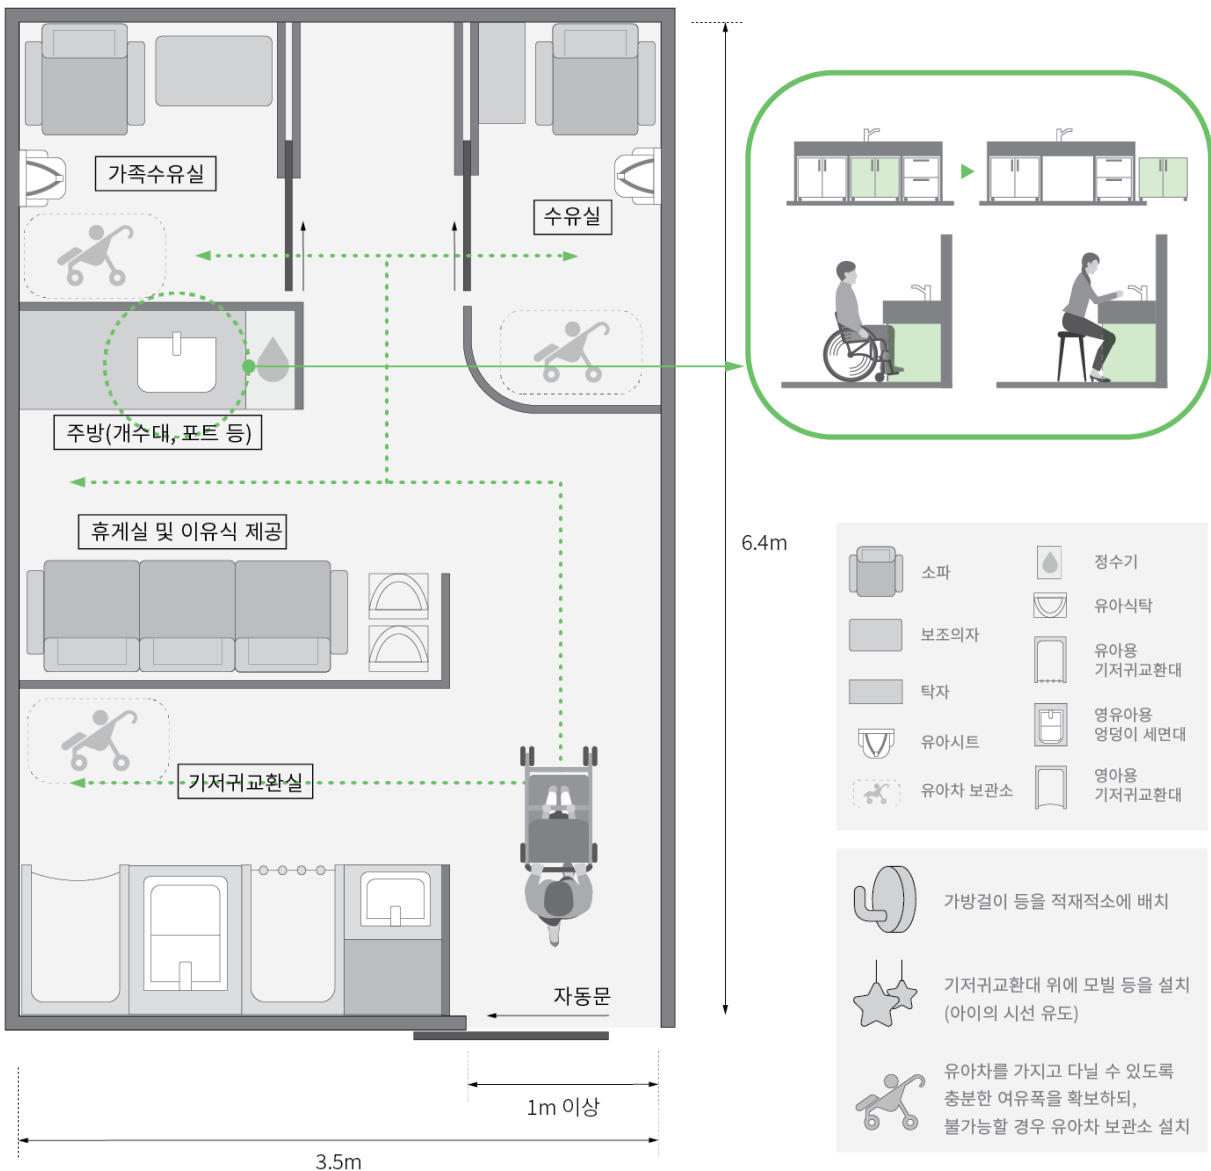 가족수유실
수유실
주방(개수대, 포트 등)
휴게실 및 이유식 제공
기저귀교환실
자동문
1m 이상
3.5m
6.4m
소파
보조의자
탁자
유아시트
유아차 보관소
정수기
유아식탁
유아용
기저귀교환대
영유아용
엉덩이 세면대
영아용
기저귀교환대
가방걸이 등을 적재적소에 배치
기저귀교환대 위에 모빌 등을 설치
(아이의 시선 유도)
유아차를 가지고 다닐 수 있도록
충분한 여유폭을 확보하되,
불가능할 경우 유아차 보관소 설치